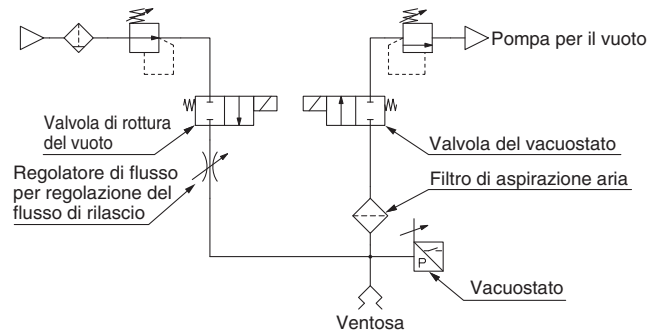 Pompa per il vuoto
Valvola di rottura
del vuoto
Valvola del vacuostato
Regolatore di flusso
per regolazione del
flusso di rilascio
Filtro di aspirazione aria
P
Vacuostato
Ventosa